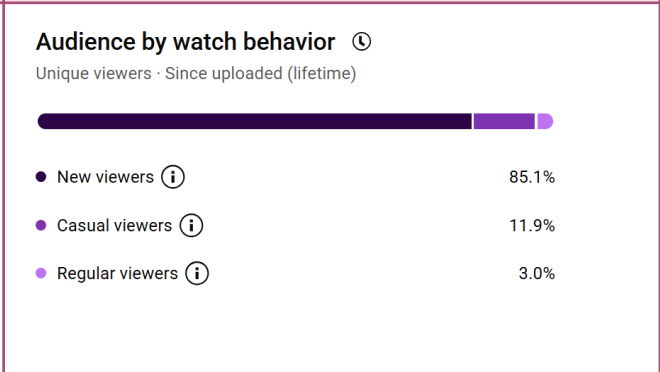 Audience by watch behavior
Unique viewers · Since uploaded (lifetime)
New viewers 85.1%
Casual viewers 11.9%
Regular viewers 3.0%